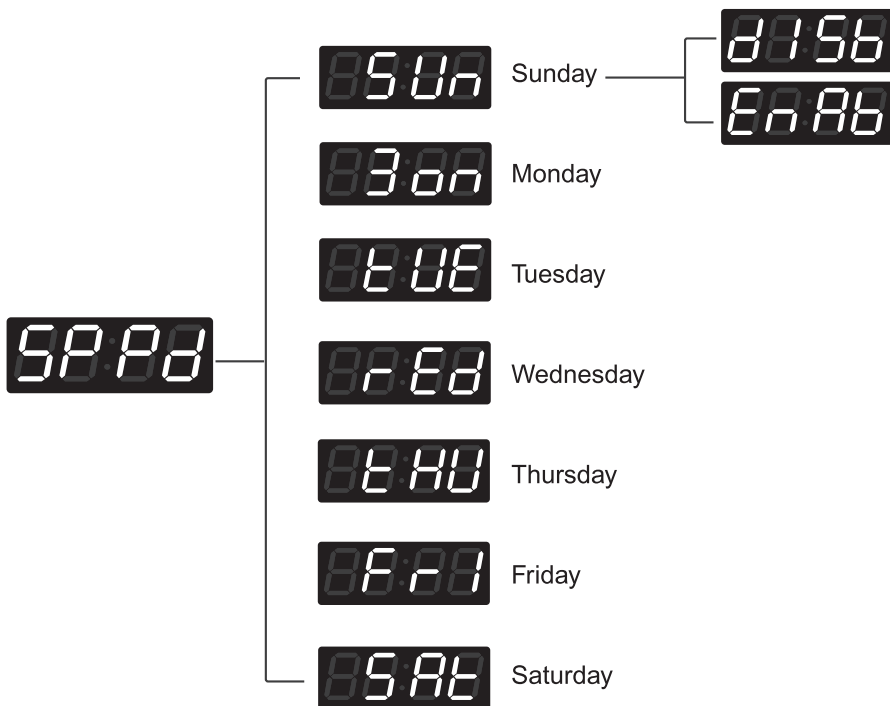 d1Sb
SUn Sunday
EnAb
3on Monday
tUE Tuesday
SPPd
rEd Wednesday
tHU Thursday
Fr1 Friday
SAt Saturday